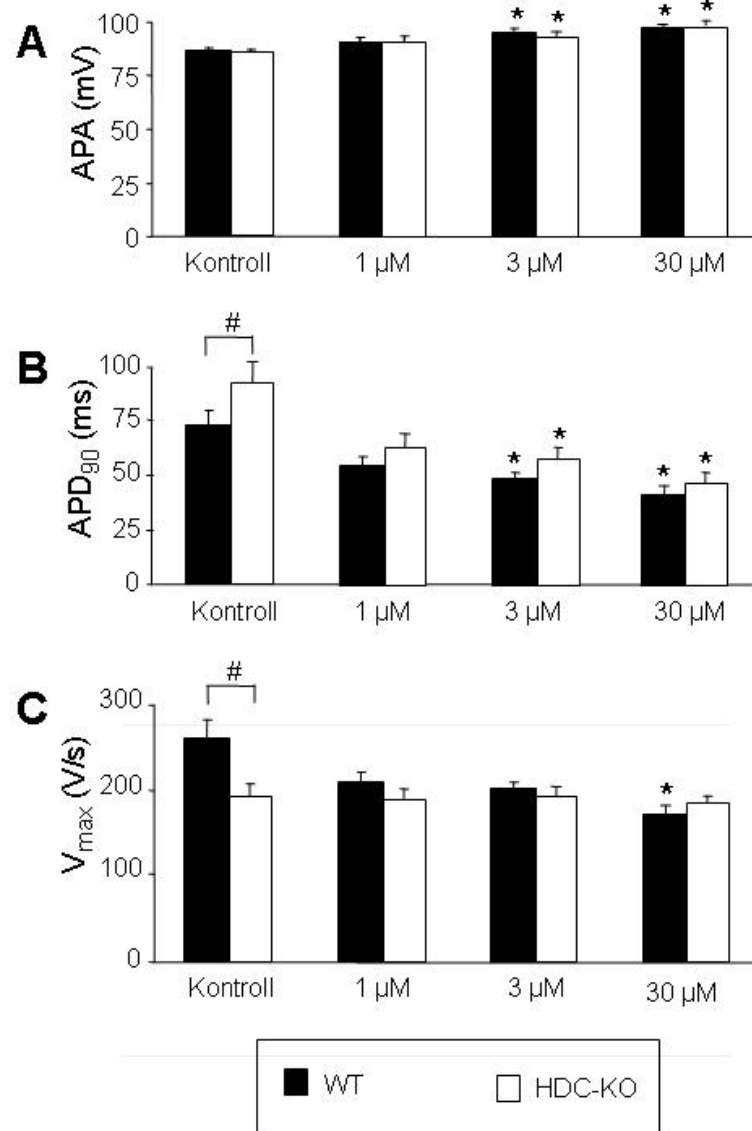 A
APA (mV)
100
75
50
25
0
* * * *
Kontroll 1 µM 3 µM 30 µM
B
APD90 (ms)
#
100
75
50
25
0
* * * *
Kontroll 1 µM 3 µM 30 µM
C
Vmax (V/s)
#
300
200
100
0
*
Kontroll 1 µM 3 µM 30 µM
WT HDC-KO